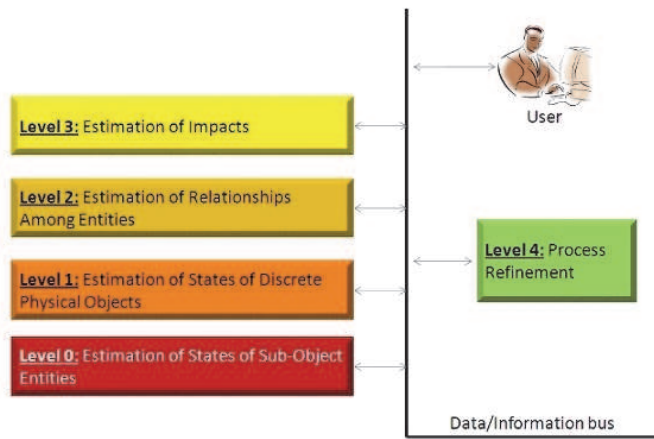 User
Level 3: Estimation of Impacts
Level 2: Estimation of Relationships
Among Entities
Level 4: Process
Refinement
Level 1: Estimation of States of Discrete
Physical Objects
Level 0: Estimation of States of Sub-Object
Entities
Data/Information bus